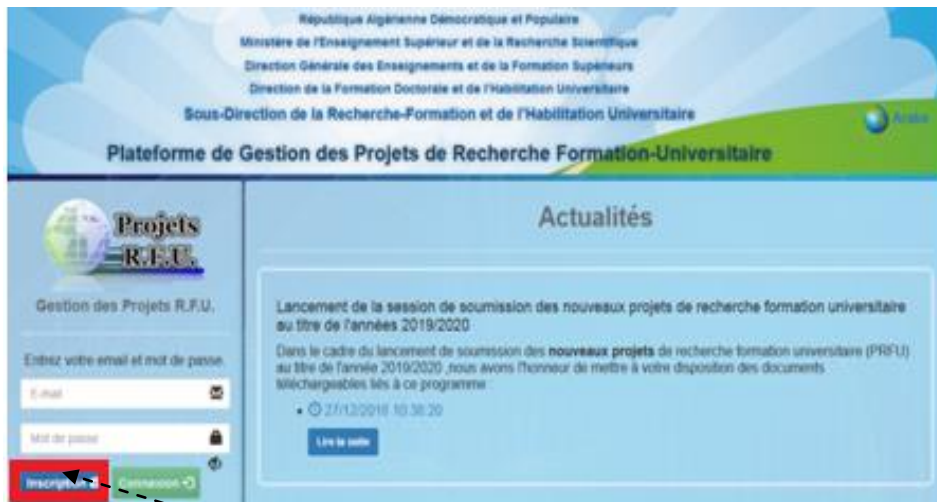 République Algérienne Démocratique et Populaire
Ministère de l'Enseignement Supérieur et de la Recherche Scientifique
Direction Générale des Enseignements et de la Formation Supérieurs
Direction de la Formation Doctorale et de l'Habilitation Universitaire
Sous-Direction de la Recherche-Formation et de l'Habilitation Universitaire
Arabe
Plateforme de Gestion des Projets de Recherche Formation-Universitaire
Projets
R.F.U.
Gestion des Projets R.F.U.
Entrez votre email et mot de passe.
E-mail
Mot de passe
Inscription
Connexion
Actualités
Lancement de la session de soumission des nouveaux projets de recherche formation universitaire
au titre de l'années 2019/2020
Dans le cadre du lancement de soumission des nouveaux projets de recherche formation universitaire (PRFU)
au titre de l'année 2019/2020 ,nous avons l'honneur de mettre à votre disposition des documents
téléchargeables liés à ce programme :
27/12/2018 10:38:20
Lire la suite